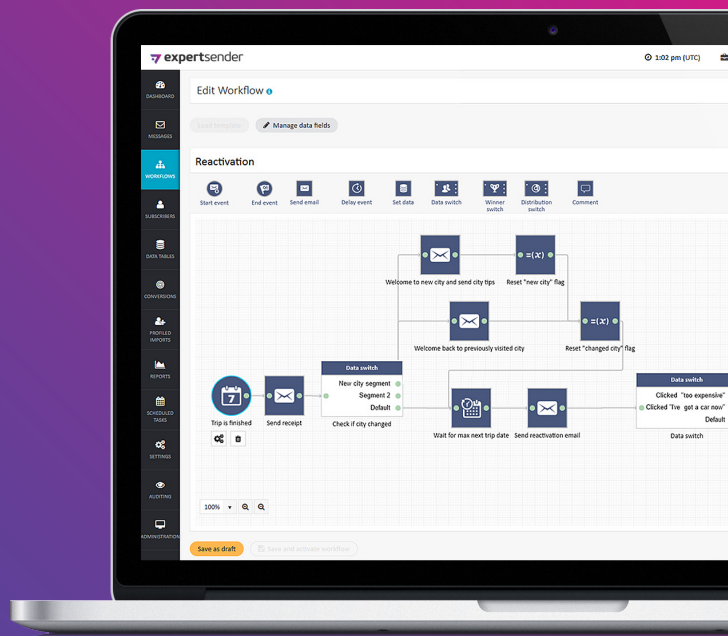 expertsender
1:02 pm (UTC)
DASHBOARD
MESSAGES
WORKFLOWS
SUBSCRIBERS
DATA TABLES
CONVERSIONS
PROFILED
IMPORTS
REPORTS
SCHEDULED
TASKS
SETTINGS
AUDITING
ADMINISTRATION
Edit Workflow
Manage data fields
Reactivation
Start event
End event
Send email
Delay event
Set data
Data switch
Winner
switch
Distribution
switch
Comment
Welcome to new city and send city tips
=(x)
Reset "new city" flag
Welcome back to previously visited city
=(x)
Reset "changed city" flag
7
Trip is finished
Send receipt
Data switch
New city segment
Segment 2
Default
Check if city changed
Wait for max next trip date
Send reactivation email
Data switch
Clicked "too expensive"
Clicked "I've got a car now"
Default
Data switch
100%
Save as draft
Save and activate workflow